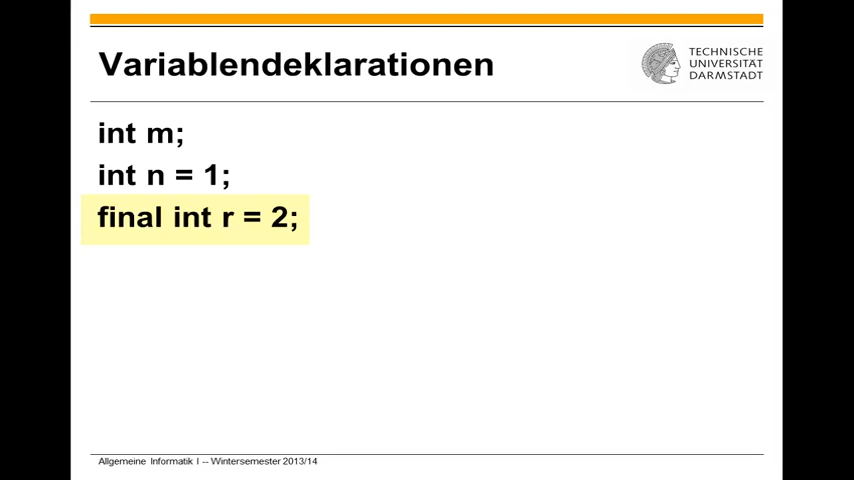 Variablendeklarationen
TECHNISCHE
UNIVERSITÄT
DARMSTADT
int m;
int n = 1;
final int r = 2;
Allgemeine Informatik I -- Wintersemester 2013/14